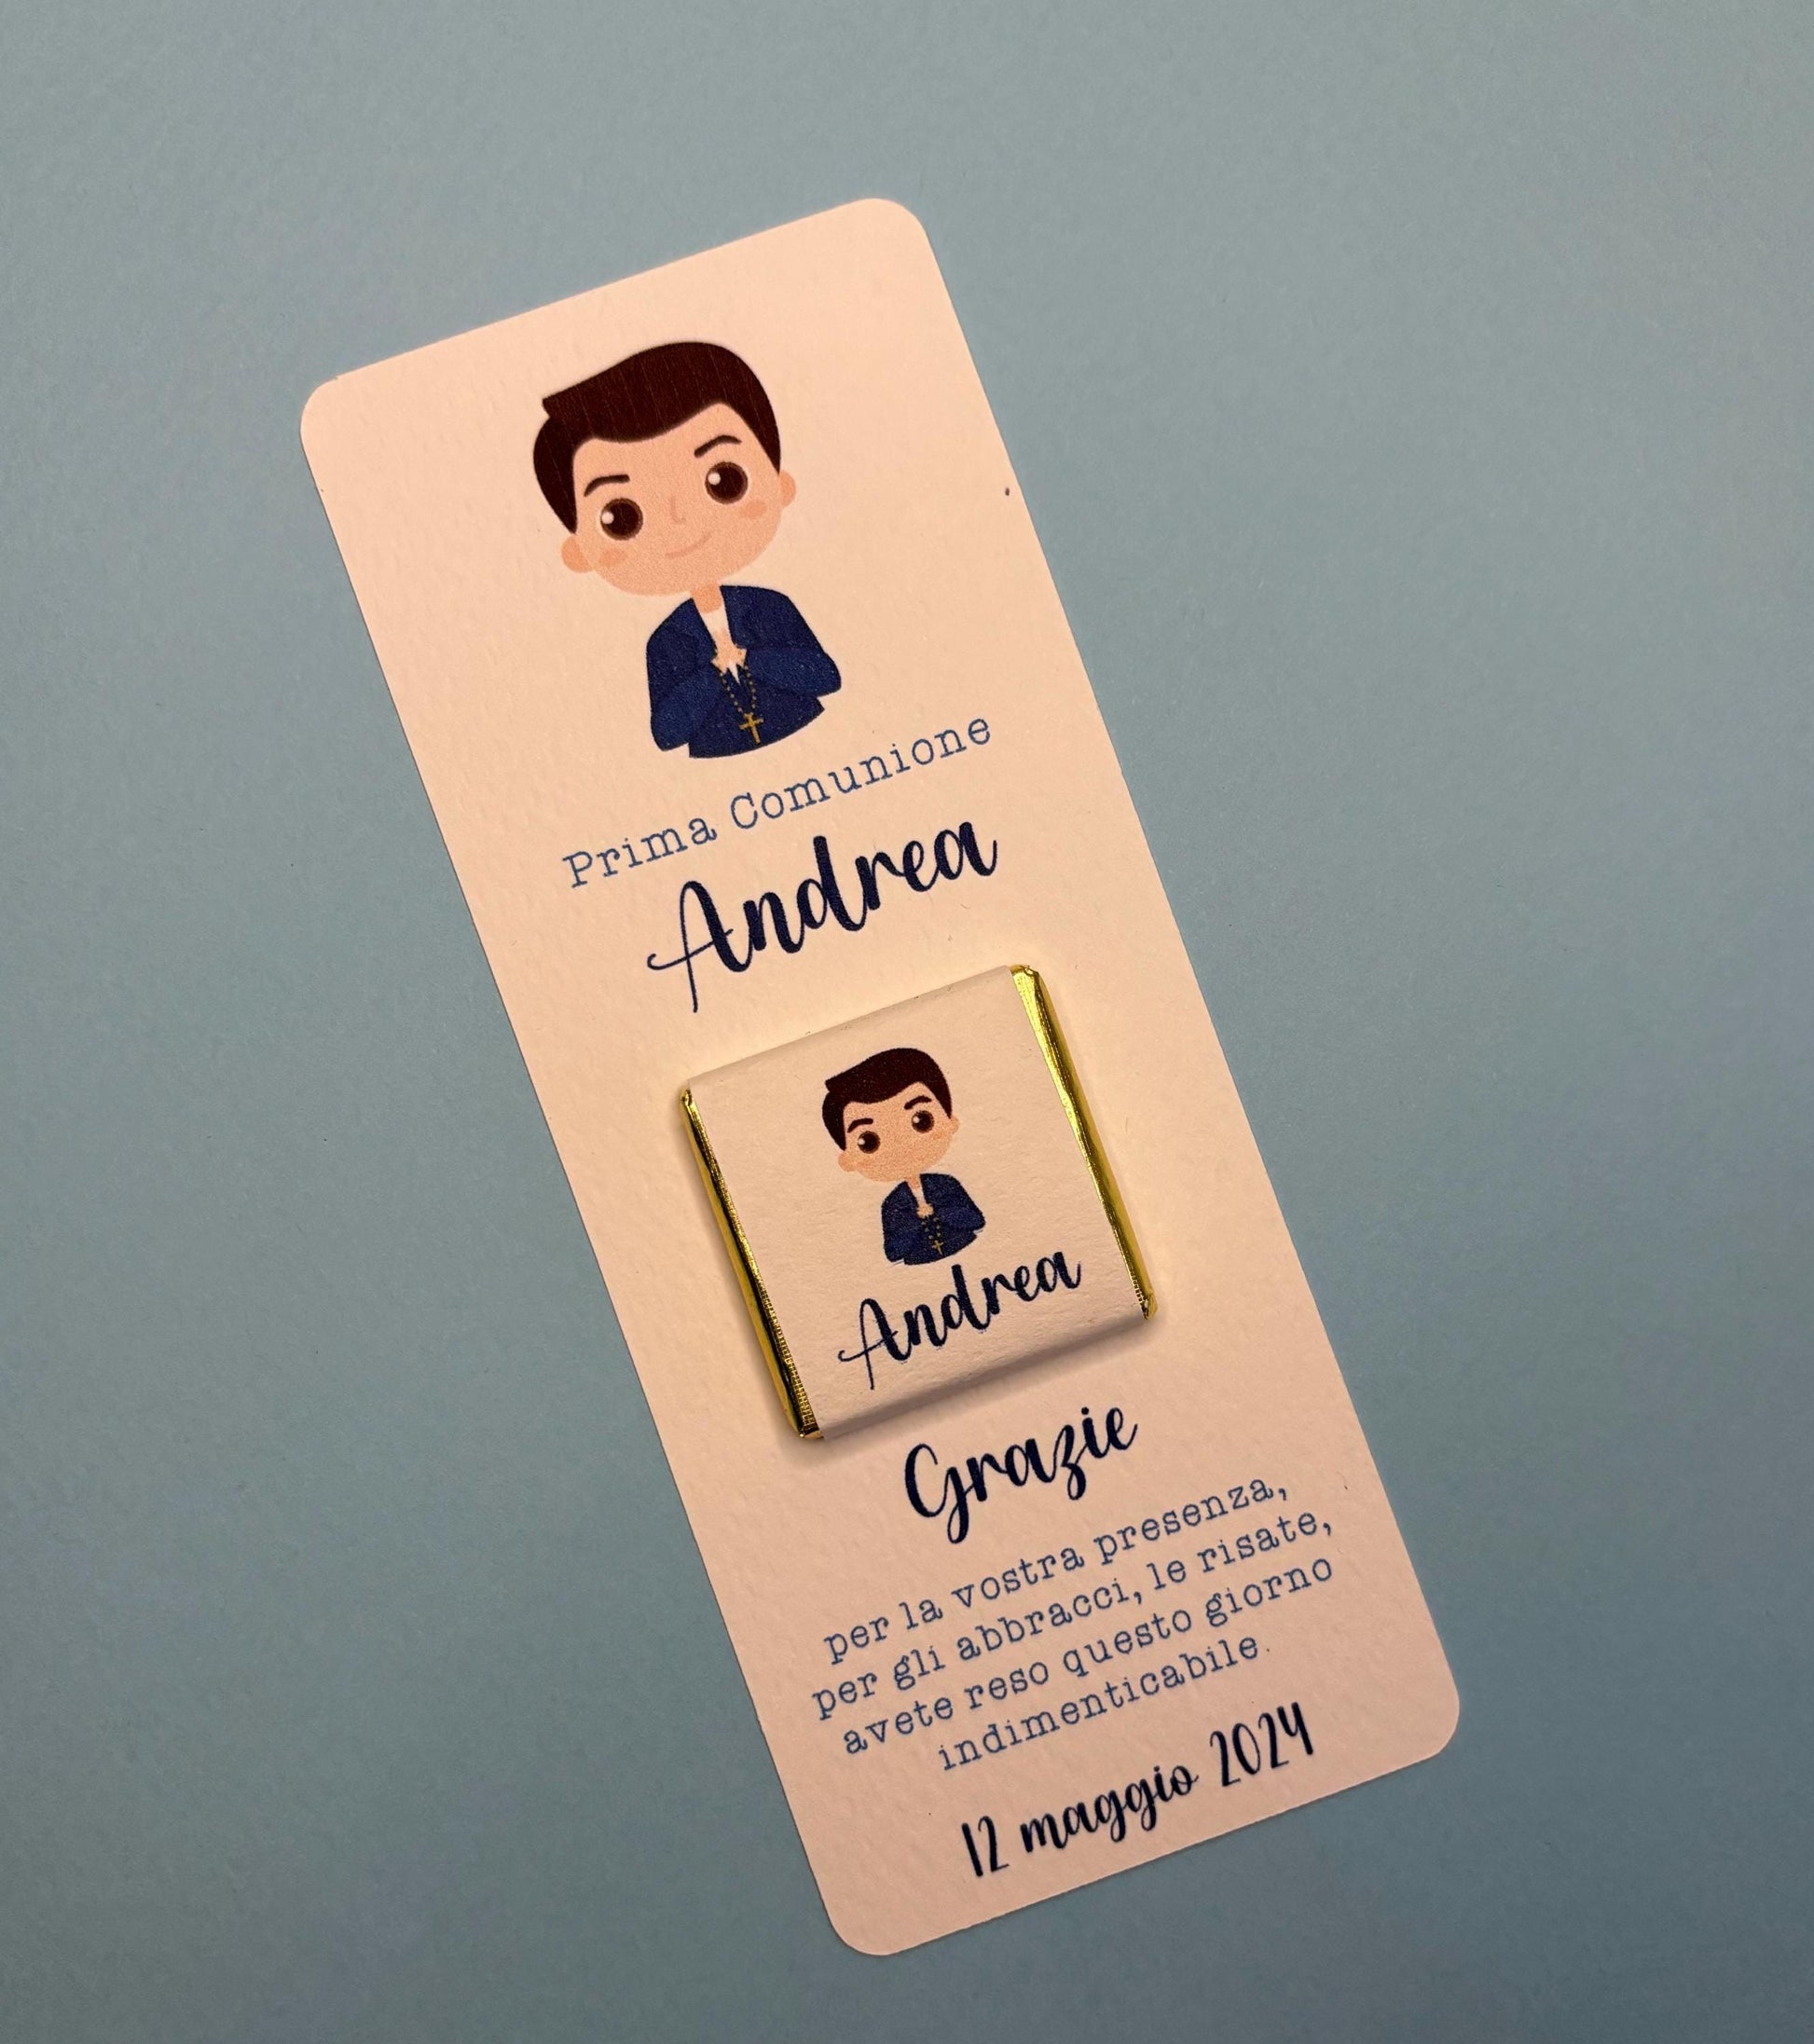 Prima Comunione
Andrea
Andrea
Grazie
per la vostra presenza,
per gli abbracci, le risate,
avete reso questo giorno
indimenticabile.
12 maggio 2024